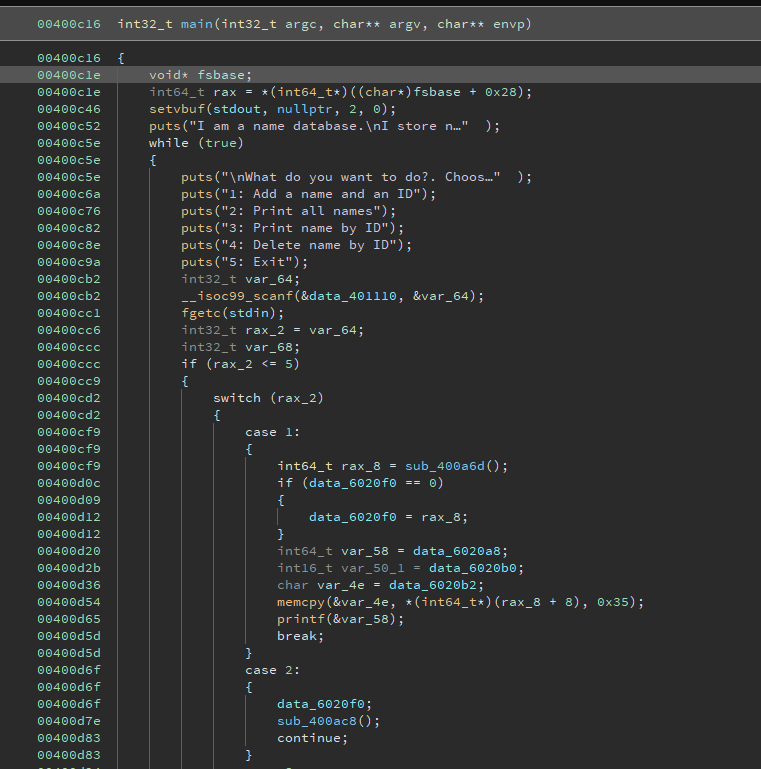 00400c16 int32_t main(int32_t argc, char** argv, char** envp)
00400c16 {
00400c1e void* fsbase;
00400c1e int64_t rax = *(int64_t*)((char*)fsbase + 0x28);
00400c46 setvbuf(stdout, nullptr, 2, 0);
00400c52 puts("I am a name database.\nI store n…" );
00400c5e while (true)
00400c5e {
00400c5e puts("\nWhat do you want to do?. Choos…" );
00400c6a puts("1: Add a name and an ID");
00400c76 puts("2: Print all names");
00400c82 puts("3: Print name by ID");
00400c8e puts("4: Delete name by ID");
00400c9a puts("5: Exit");
00400cb2 int32_t var_64;
00400cb2 __isoc99_scanf(&data_401110, &var_64);
00400cc1 fgetc(stdin);
00400cc6 int32_t rax_2 = var_64;
00400ccc int32_t var_68;
00400ccc if (rax_2 <= 5)
00400cc9 {
00400cd2 switch (rax_2)
00400cd2 {
00400cf9 case 1:
00400cf9 {
00400cf9 int64_t rax_8 = sub_400a6d();
00400d0c if (data_6020f0 == 0)
00400d09 {
00400d12 data_6020f0 = rax_8;
00400d12 }
00400d20 int64_t var_58 = data_6020a8;
00400d2b int16_t var_50_1 = data_6020b0;
00400d36 char var_4e = data_6020b2;
00400d54 memcpy(&var_4e, *(int64_t*)(rax_8 + 8), 0x35);
00400d65 printf(&var_58);
00400d5d break;
00400d5d }
00400d6f case 2:
00400d6f {
00400d6f data_6020f0;
00400d7e sub_400ac8();
00400d83 continue;
00400d83 }